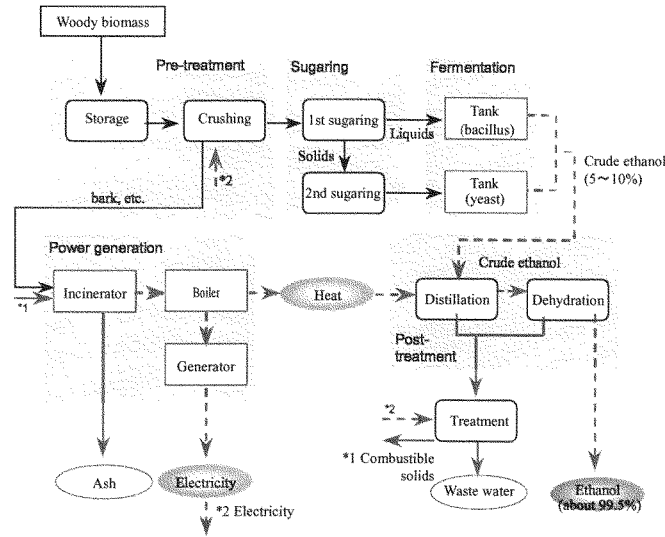 Woody biomass
Pre-treatment
Sugaring
Fermentation
Storage
Crushing
1st sugaring
Liquids
Tank
(bacillus)
Solids
Crude ethanol
(5～10%)
*2
2nd sugaring
Tank
(yeast)
bark, etc.
Power generation
Crude ethanol
*1
Incinerator
Boiler
Heat
Distillation
Dehydration
Post-
treatment
Generator
*2
Treatment
*1 Combustible
solids
Ash
Electricity
Waste water
Ethanol
(about 99.5%)
*2 Electricity